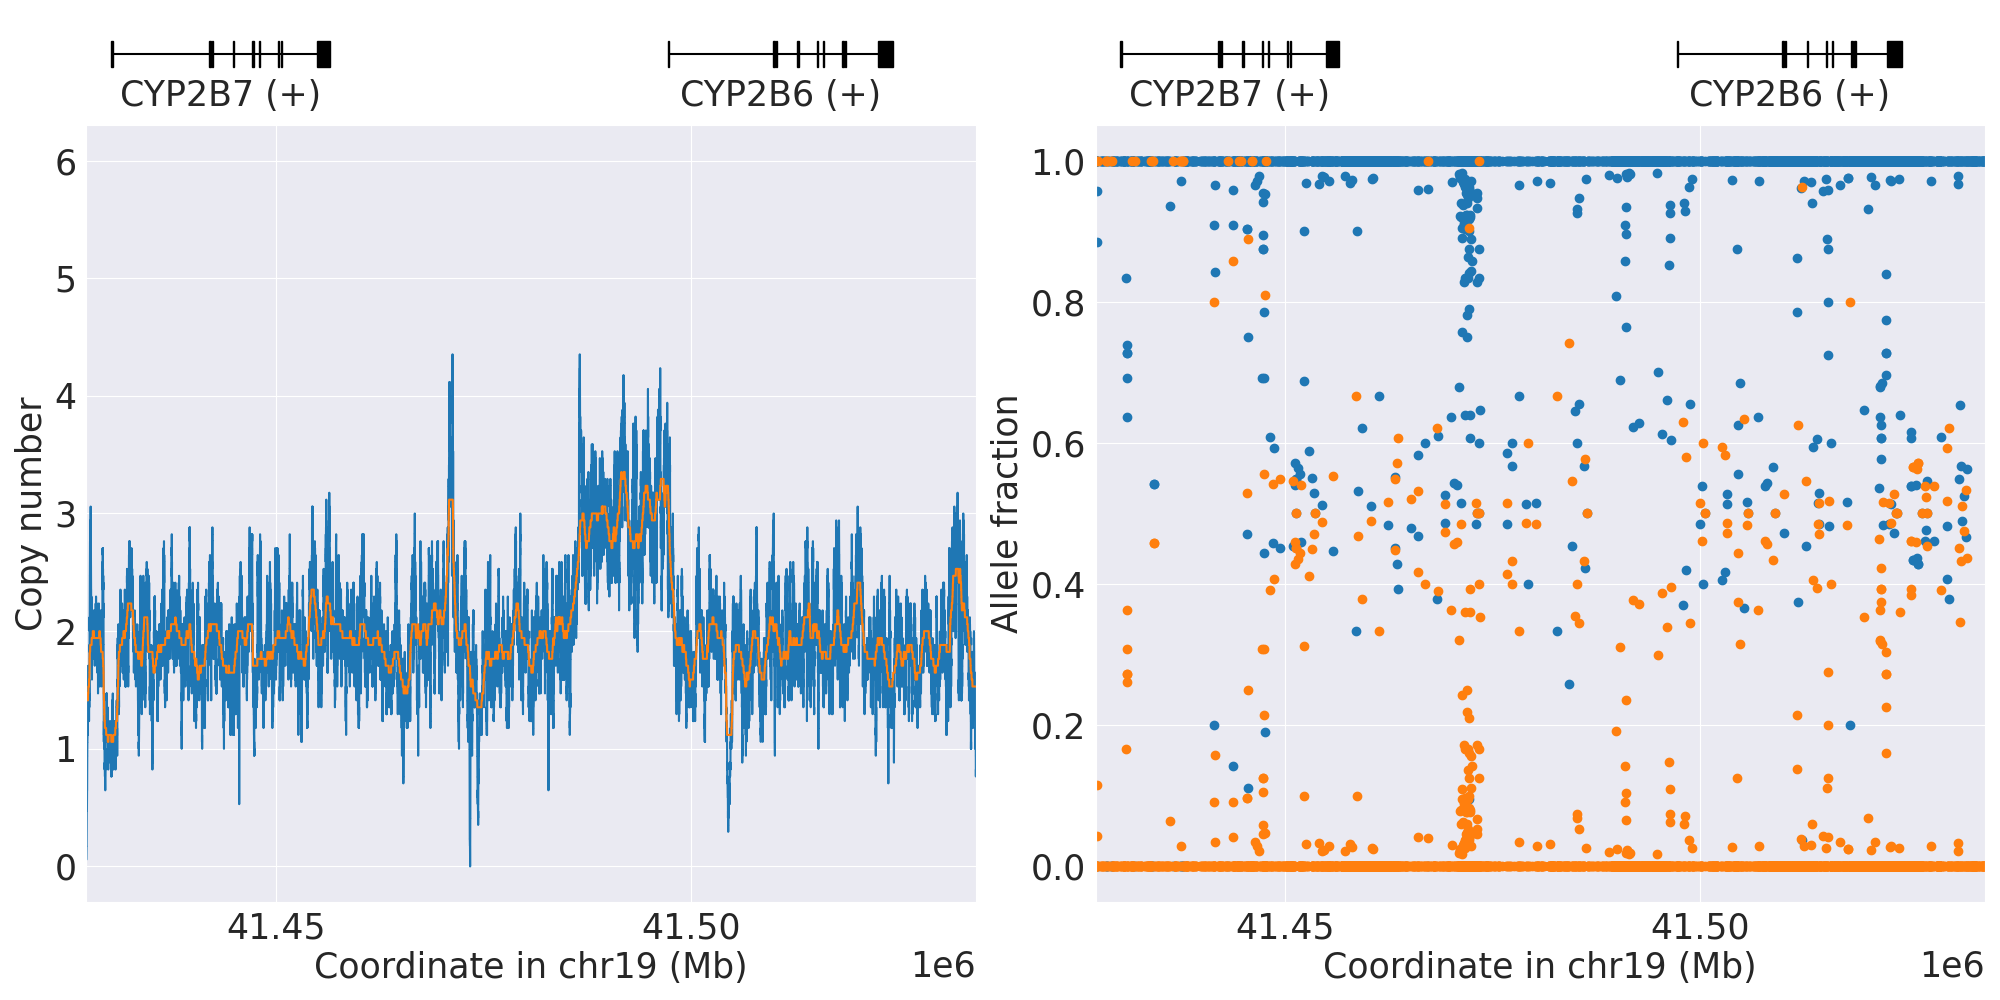 CYP2B7 (+)
CYP2B6 (+)
CYP2B7 (+)
CYP2B6 (+)
6
5
4
3
2
1
0
Copy number
41.45
41.50
Coordinate in chr19 (Mb)
1e6
1.0
0.8
0.6
0.4
0.2
0.0
Allele fraction
41.45
41.50
Coordinate in chr19 (Mb)
1e6